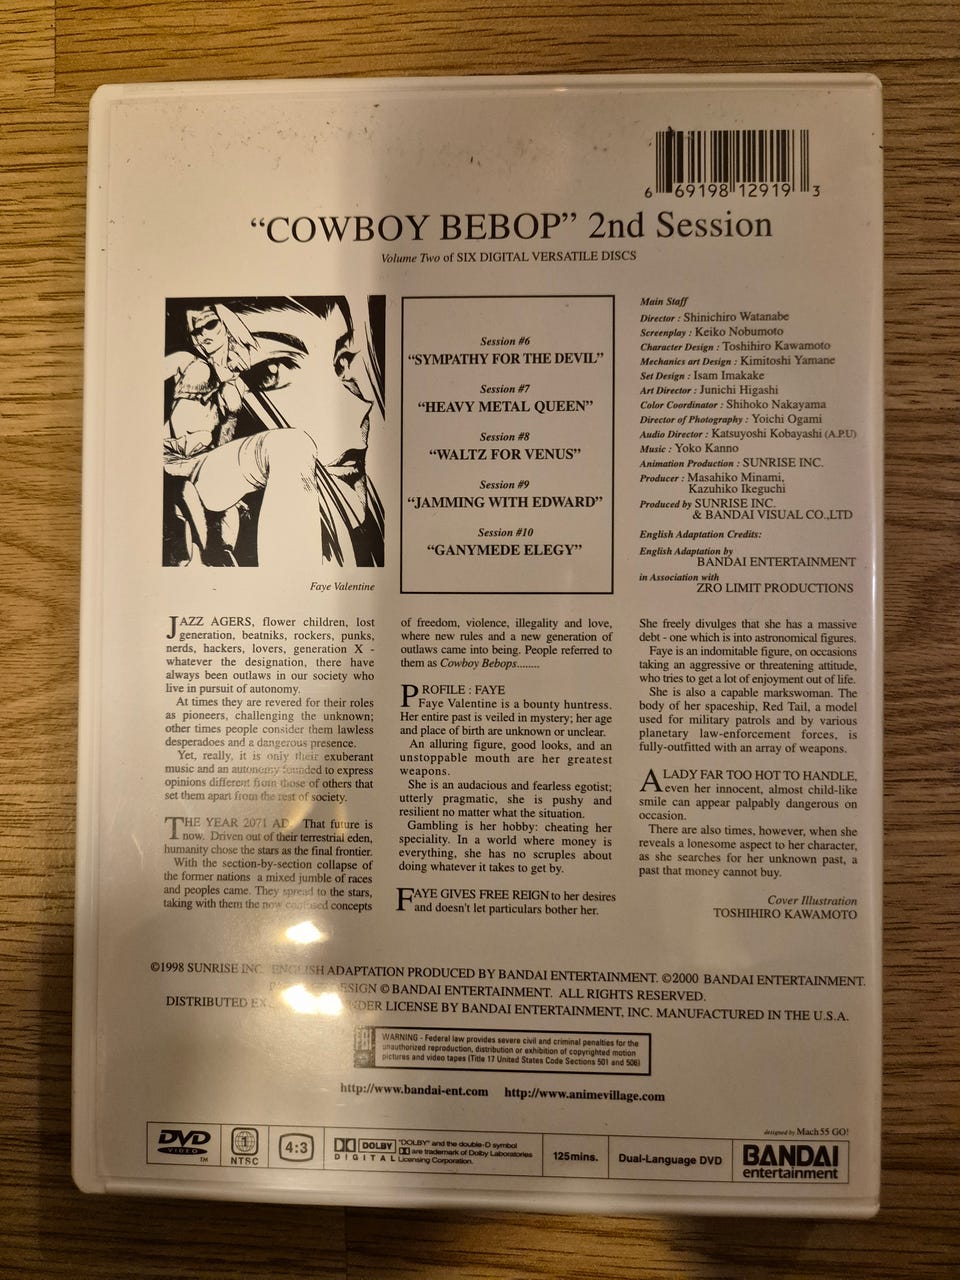 6 69198 12919 3
“COWBOY BEBOP” 2nd Session
Volume Two of SIX DIGITAL VERSATILE DISCS
Faye Valentine
Session #6
“SYMPATHY FOR THE DEVIL”
Session #7
“HEAVY METAL QUEEN”
Session #8
“WALTZ FOR VENUS”
Session #9
“JAMMING WITH EDWARD”
Session #10
“GANYMEDE ELEGY”
Main Staff
Director : Shinichiro Watanabe
Screenplay : Keiko Nobumoto
Character Design : Toshihiro Kawamoto
Mechanics art Design : Kimitoshi Yamane
Set Design : Isam Imakake
Art Director : Junichi Higashi
Color Coordinator : Shihoko Nakayama
Director of Photography : Yoichi Ogami
Audio Director : Katsuyoshi Kobayashi (A.P.U)
Music : Yoko Kanno
Animation Production : SUNRISE INC.
Producer : Masahiko Minami,
Kazuhiko Ikeguchi
Produced by SUNRISE INC.
& BANDAI VISUAL CO.,LTD
English Adaptation Credits:
English Adaptation by
BANDAI ENTERTAINMENT
in Association with
ZRO LIMIT PRODUCTIONS
JAZZ AGERS, flower children, lost
generation, beatniks, rockers, punks,
nerds, hackers, lovers, generation X -
whatever the designation, there have
always been outlaws in our society who
live in pursuit of autonomy.
At times they are revered for their roles
as pioneers, challenging the unknown;
other times people consider them lawless
desperadoes and a dangerous presence.
Yet, really, it is only their exuberant
music and an autonomy founded to express
opinions different from those of others that
set them apart from the rest of society.
THE YEAR 2071 AD. That future is
now. Driven out of their terrestrial eden,
humanity chose the stars as the final frontier.
With the section-by-section collapse of
the former nations a mixed jumble of races
and peoples came. They spread to the stars,
taking with them the now confused concepts
of freedom, violence, illegality and love,
where new rules and a new generation of
outlaws came into being. People referred to
them as Cowboy Bebops........
PROFILE : FAYE
Faye Valentine is a bounty huntress.
Her entire past is veiled in mystery; her age
and place of birth are unknown or unclear.
An alluring figure, good looks, and an
unstoppable mouth are her greatest
weapons.
She is an audacious and fearless egotist;
utterly pragmatic, she is pushy and
resilient no matter what the situation.
Gambling is her hobby: cheating her
speciality. In a world where money is
everything, she has no scruples about
doing whatever it takes to get by.
FAYE GIVES FREE REIGN to her desires
and doesn't let particulars bother her.
She freely divulges that she has a massive
debt - one which is into astronomical figures.
Faye is an indomitable figure, on occasions
taking an aggressive or threatening attitude,
who tries to get a lot of enjoyment out of life.
She is also a capable markswoman. The
body of her spaceship, Red Tail, a model
used for military patrols and by various
planetary law-enforcement forces, is
fully-outfitted with an array of weapons.
A LADY FAR TOO HOT TO HANDLE,
even her innocent, almost child-like
smile can appear palpably dangerous on
occasion.
There are also times, however, when she
reveals a lonesome aspect to her character,
as she searches for her unknown past, a
past that money cannot buy.
Cover Illustration
TOSHIHIRO KAWAMOTO
©1998 SUNRISE INC. ENGLISH ADAPTATION PRODUCED BY BANDAI ENTERTAINMENT. ©2000 BANDAI ENTERTAINMENT.
DESIGN © BANDAI ENTERTAINMENT. ALL RIGHTS RESERVED.
DISTRIBUTED UNDER LICENSE BY BANDAI ENTERTAINMENT, INC. MANUFACTURED IN THE U.S.A.
FBI
WARNING - Federal law provides severe civil and criminal penalties for the
unauthorized reproduction, distribution or exhibition of copyrighted motion
pictures and video tapes (Title 17 United States Code Sections 501 and 506)
http://www.bandai-ent.com http://www.animevillage.com
designed by Mach 55 GO!
DVD
VIDEO
TM
1
NTSC
4:3
DOLBY
DIGITAL
"DOLBY" and the double-D symbol
are trademark of Dolby Laboratories
Licensing Corporation.
125mins.
Dual-Language DVD
BANDAI
entertainment